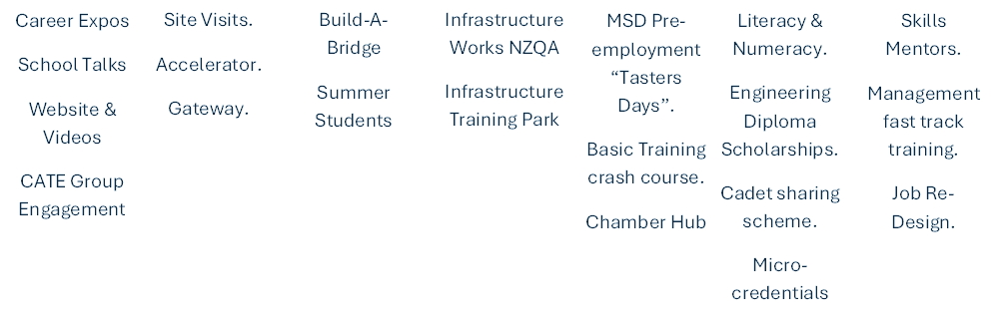 Career Expos
School Talks
Website &
Videos
CATE Group
Engagement
Site Visits.
Accelerator.
Gateway.
Build-A-
Bridge
Summer
Students
Infrastructure
Works NZQA
Infrastructure
Training Park
MSD Pre-
employment
“Tasters
Days”.
Basic Training
crash course.
Chamber Hub
Literacy &
Numeracy.
Engineering
Diploma
Scholarships.
Cadet sharing
scheme.
Micro-
credentials
Skills
Mentors.
Management
fast track
training.
Job Re-
Design.